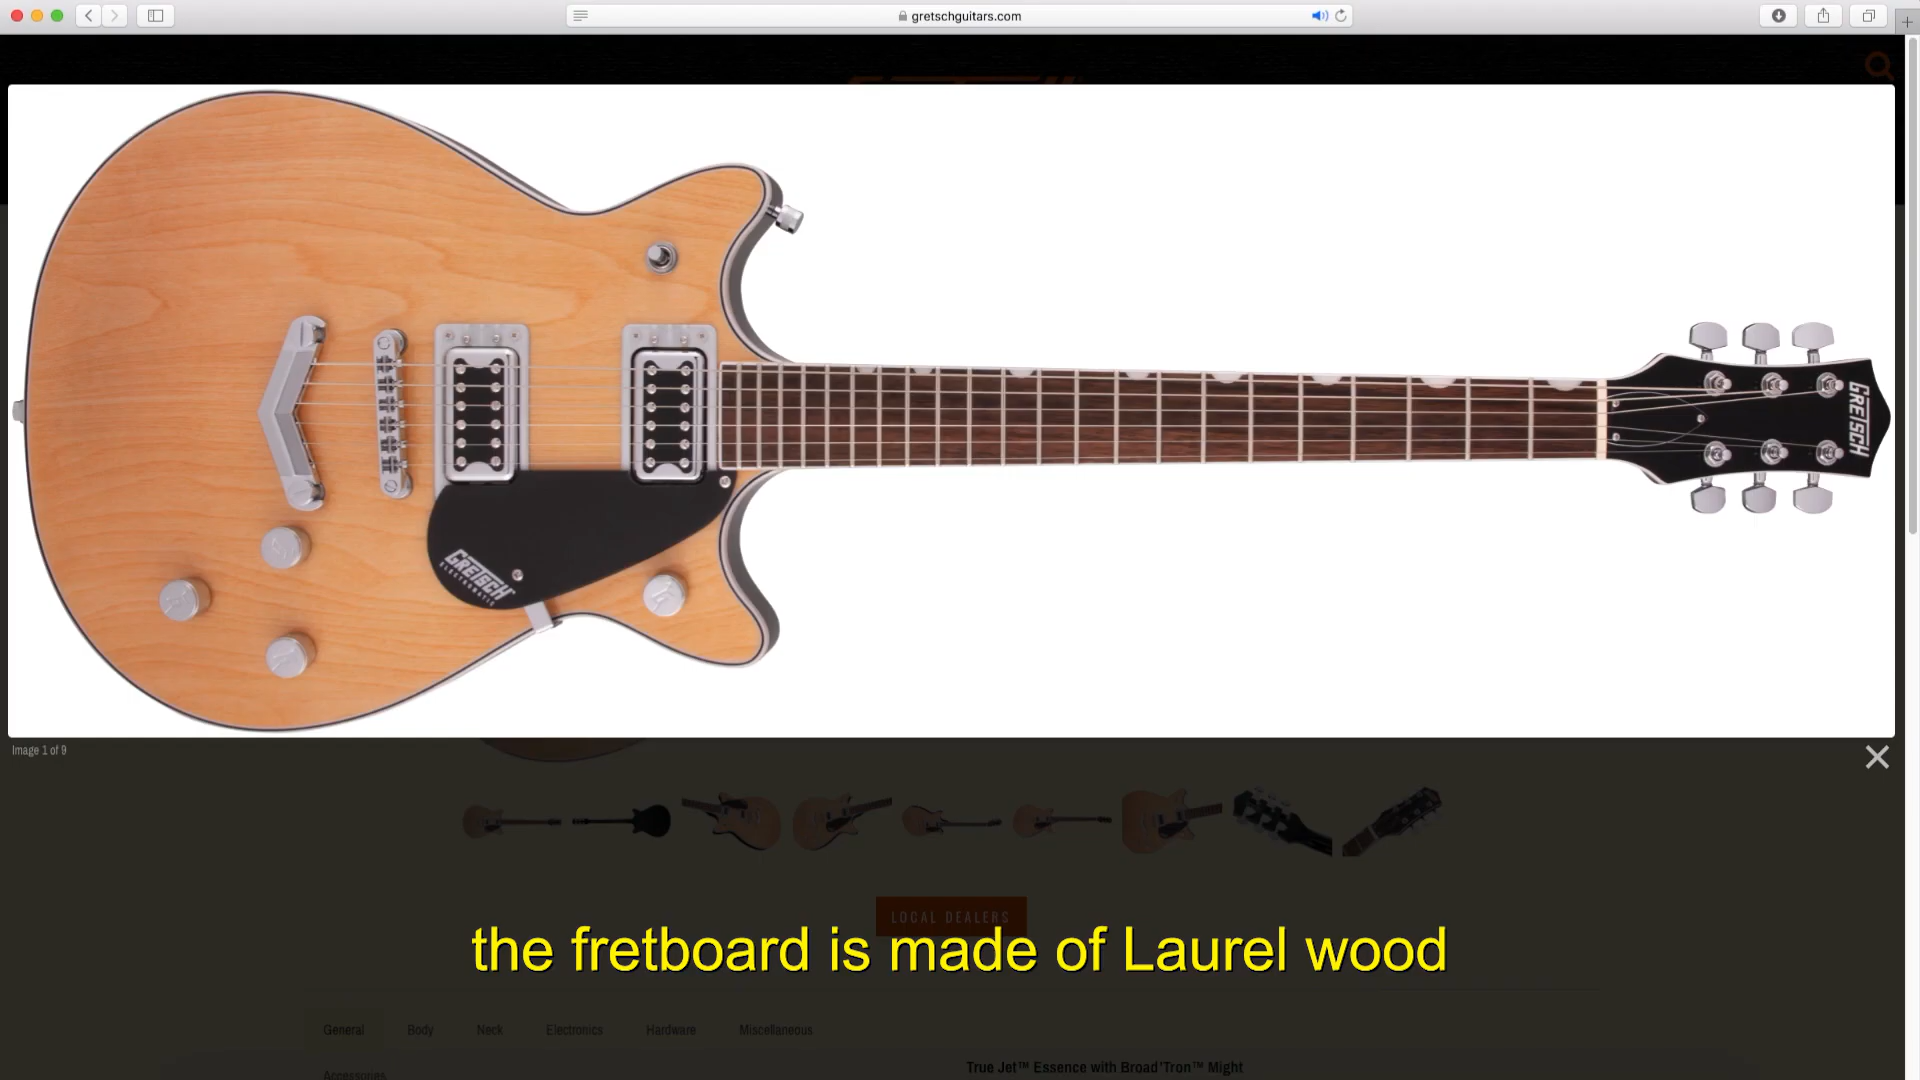 gretschguitars.com
GRETSCH
GRETSCH
ELECTROMATIC
Image 1 of 9
LOCAL DEALERS
the fretboard is made of Laurel wood
General Body Neck Electronics Hardware Miscellaneous
Accessories
True Jet™ Essence with Broad'Tron™ Might